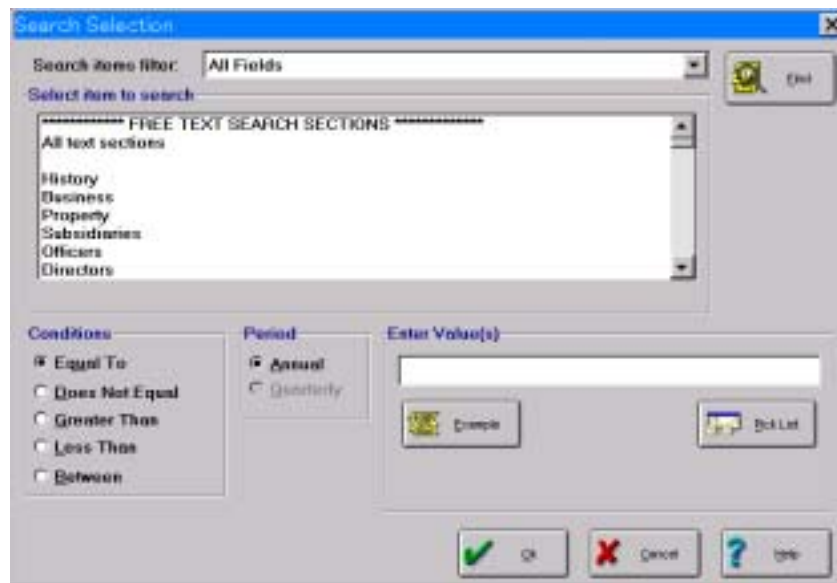 Search Selection
Search items filter: All Fields
Find
Select item to search
************ FREE TEXT SEARCH SECTIONS *************
All text sections
History
Business
Property
Subsidiaries
Officers
Directors
Conditions
Equal To
Does Not Equal
Greater Than
Less Than
Between
Period
Annual
Quarterly
Enter Value(s)
Example
Pick List
Ok
Cancel
Help